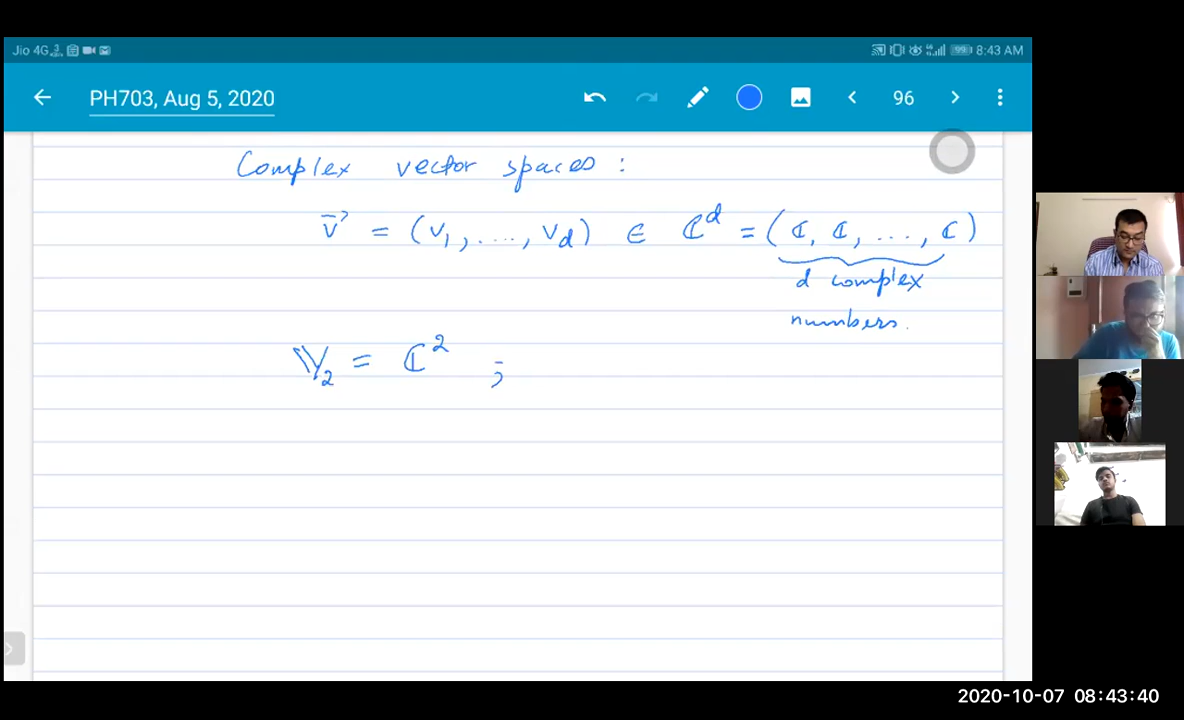 Jio 4G
8:43 AM
PH703, Aug 5, 2020
96
Complex vector spaces :
v⃗ = (v₁, ...., v_d) ∈ ℂ^d = (ℂ, ℂ, ..., ℂ)
d complex
numbers.
𝕍₂ = ℂ² ;
2020-10-07 08:43:40